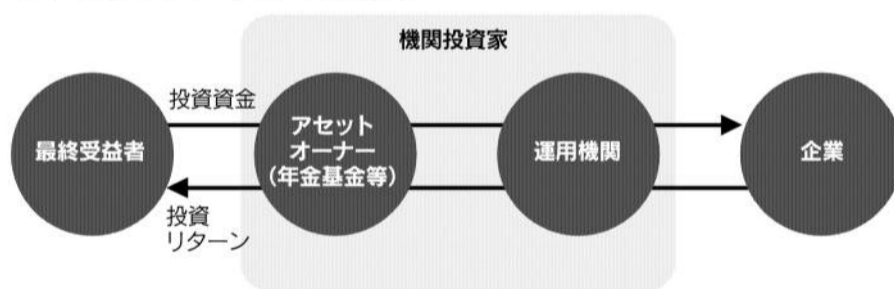 機関投資家
投資資金
最終受益者
アセット
オーナー
(年金基金等)
運用機関
企業
投資
リターン